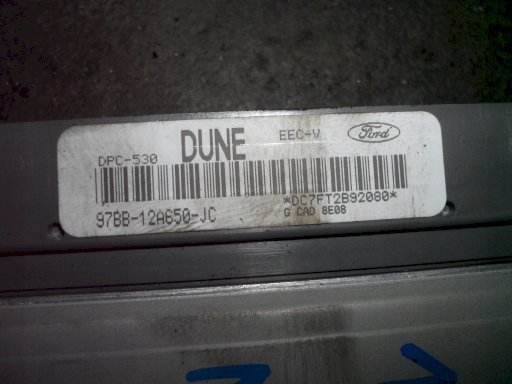 DPC-530 DUNE EEC-V Ford
97BB-12A650-JC *DC7FT2B92080*
G CAD 8E08